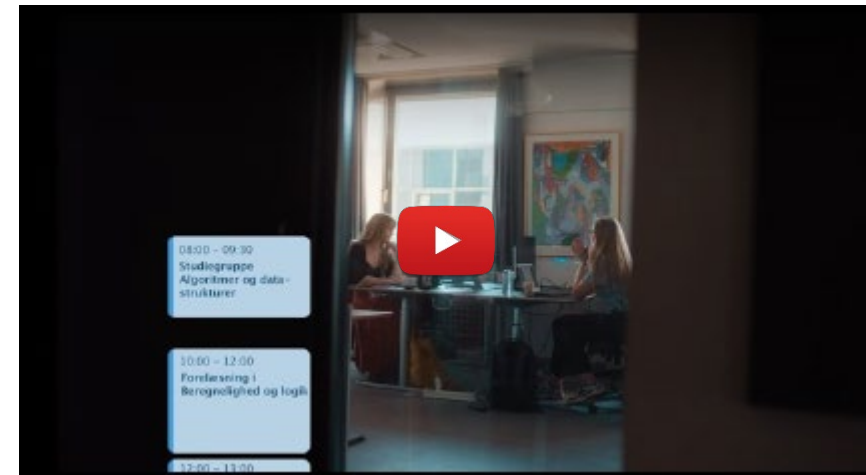 08:00 – 09:30
Studiegruppe
Algoritmer og data-
strukturer
10:00 – 12:00
Forelæsning i
Beregnelighed og logik
12:00 – 13:00